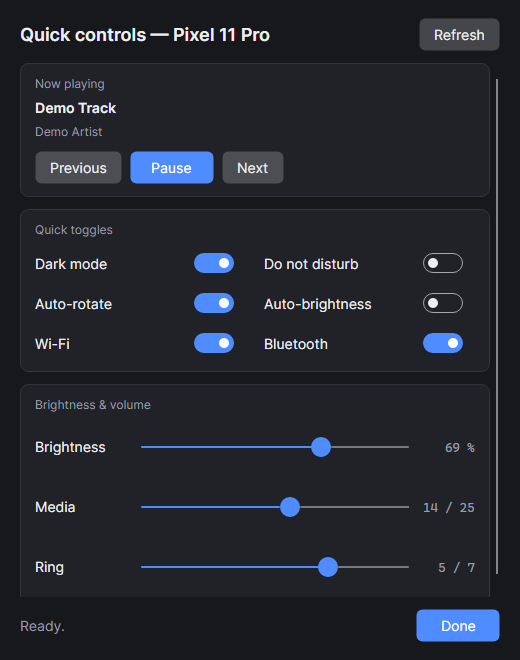 Quick controls — Pixel 11 Pro
Refresh
Now playing
Demo Track
Demo Artist
Previous Pause Next
Quick toggles
Dark mode Do not disturb
Auto-rotate Auto-brightness
Wi-Fi Bluetooth
Brightness & volume
Brightness 69 %
Media 14 / 25
Ring 5 / 7
Ready. Done